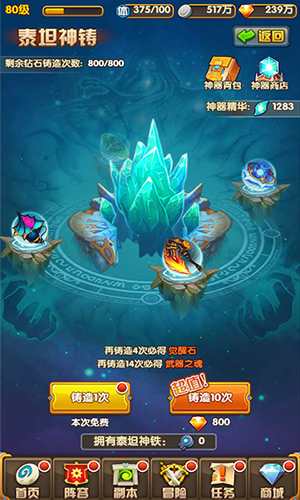 80级 体 375/100 517万 239万
泰坦神铸 返回
剩余钻石铸造次数: 800/800
神器背包 神器商店
神器精华: 1283
再铸造4次必得 觉醒石
再铸造14次必得 武器之魂
超值!
铸造1次 铸造10次
本次免费 800
拥有泰坦神铁: 0
首页 阵容 副本 冒险 任务 商城